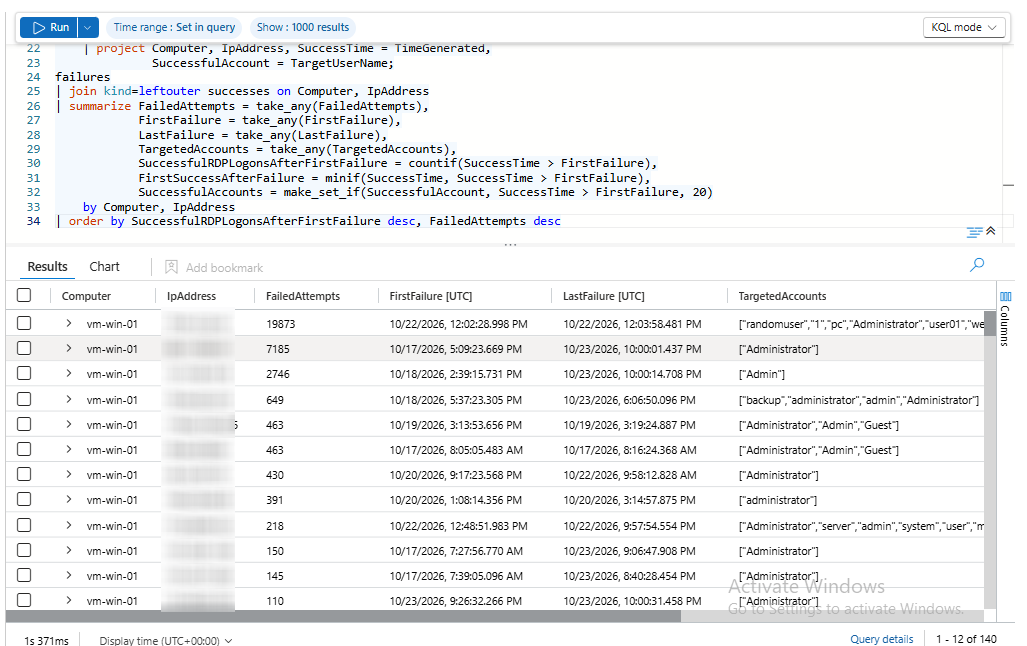 Run
Time range : Set in query
Show : 1000 results
KQL mode
22 | project Computer, IpAddress, SuccessTime = TimeGenerated,
23 SuccessfulAccount = TargetUserName;
24 failures
25 | join kind=leftouter successes on Computer, IpAddress
26 | summarize FailedAttempts = take_any(FailedAttempts),
27 FirstFailure = take_any(FirstFailure),
28 LastFailure = take_any(LastFailure),
29 TargetedAccounts = take_any(TargetedAccounts),
30 SuccessfulRDPLogonsAfterFirstFailure = countif(SuccessTime > FirstFailure),
31 FirstSuccessAfterFailure = minif(SuccessTime, SuccessTime > FirstFailure),
32 SuccessfulAccounts = make_set_if(SuccessfulAccount, SuccessTime > FirstFailure, 20)
33 by Computer, IpAddress
34 | order by SuccessfulRDPLogonsAfterFirstFailure desc, FailedAttempts desc
Results Chart Add bookmark
Computer IpAddress FailedAttempts FirstFailure [UTC] LastFailure [UTC] TargetedAccounts
Columns
vm-win-01 19873 10/22/2026, 12:02:28.998 PM 10/22/2026, 12:03:58.481 PM ["randomuser","1","pc","Administrator","user01","we
vm-win-01 7185 10/17/2026, 5:09:23.669 PM 10/23/2026, 10:00:01.437 PM ["Administrator"]
vm-win-01 2746 10/18/2026, 2:39:15.731 PM 10/23/2026, 10:00:14.708 PM ["Admin"]
vm-win-01 649 10/18/2026, 5:37:23.305 PM 10/23/2026, 6:06:50.096 PM ["backup","administrator","admin","Administrator"]
vm-win-01 463 10/19/2026, 3:13:53.656 PM 10/19/2026, 3:19:24.887 PM ["Administrator","Admin","Guest"]
vm-win-01 463 10/17/2026, 8:05:05.483 AM 10/17/2026, 8:16:24.368 AM ["Administrator","Admin","Guest"]
vm-win-01 430 10/20/2026, 9:17:23.568 PM 10/22/2026, 9:58:12.828 AM ["Administrator"]
vm-win-01 391 10/20/2026, 1:08:14.356 PM 10/20/2026, 3:14:57.875 PM ["administrator"]
vm-win-01 218 10/22/2026, 12:48:51.983 PM 10/22/2026, 9:57:54.554 PM ["Administrator","server","admin","system","user","m
vm-win-01 150 10/17/2026, 7:27:56.770 AM 10/23/2026, 9:06:47.908 PM ["Administrator"]
vm-win-01 145 10/17/2026, 7:39:05.096 AM 10/23/2026, 8:40:28.454 PM ["Administrator"]
vm-win-01 110 10/23/2026, 9:26:32.266 PM 10/23/2026, 10:00:31.458 PM ["Administrator"]
Activate Windows
Go to Settings to activate Windows.
1s 371ms Display time (UTC+00:00) Query details 1 - 12 of 140